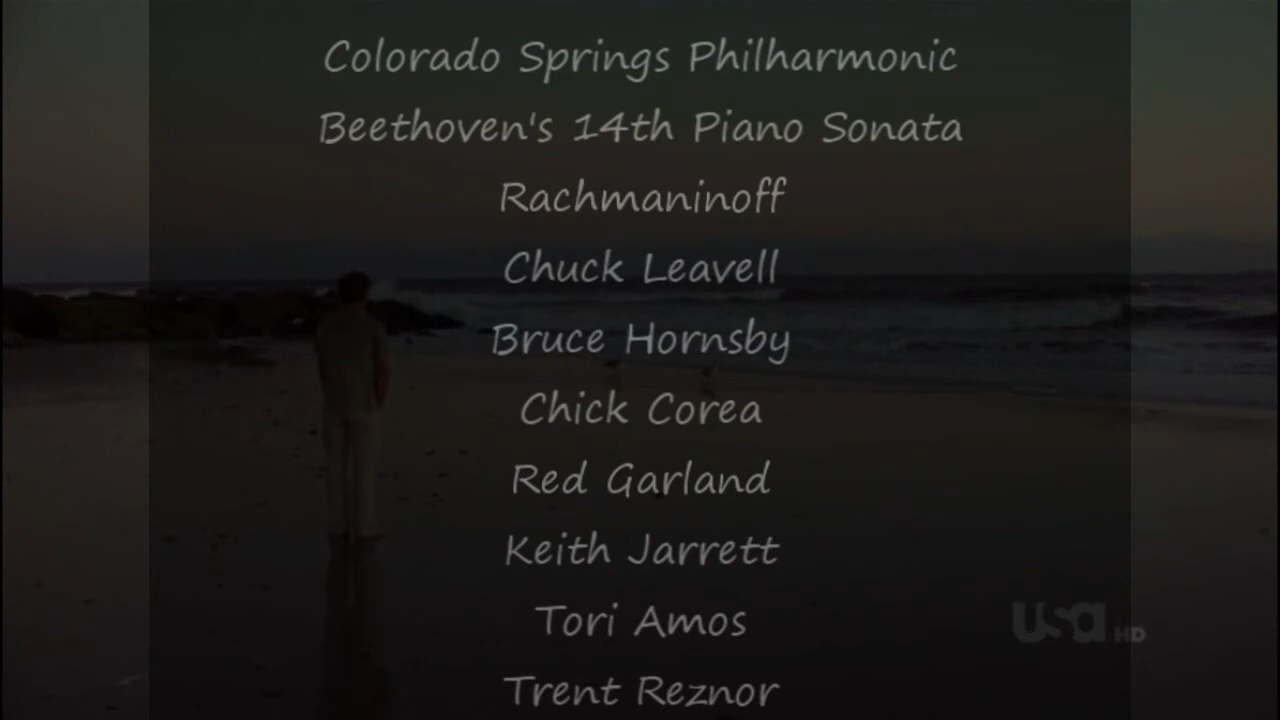 Colorado Springs Philharmonic
Beethoven's 14th Piano Sonata
Rachmaninoff
Chuck Leavell
Bruce Hornsby
Chick Corea
Red Garland
Keith Jarrett
Tori Amos
usa HD
Trent Reznor